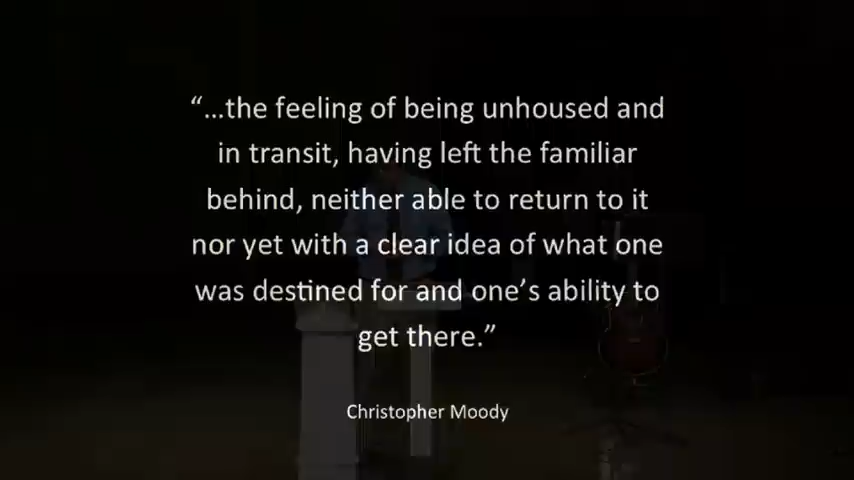 “…the feeling of being unhoused and
in transit, having left the familiar
behind, neither able to return to it
nor yet with a clear idea of what one
was destined for and one’s ability to
get there.”
Christopher Moody